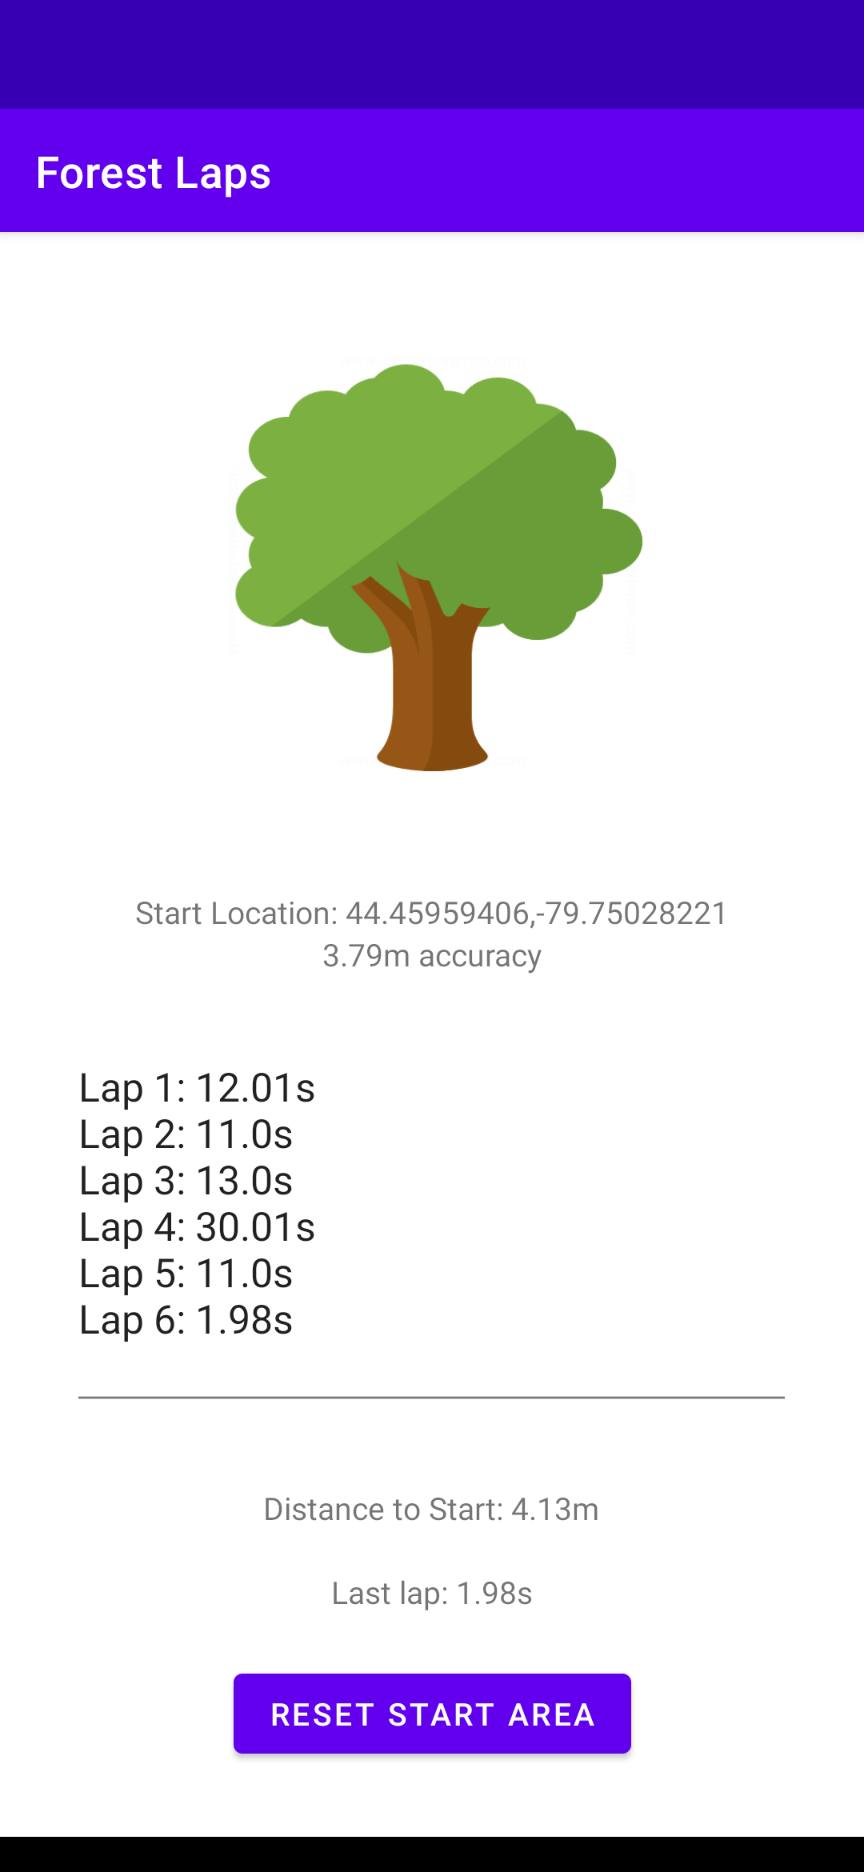 Forest Laps
Start Location: 44.45959406,-79.75028221
3.79m accuracy
Lap 1: 12.01s
Lap 2: 11.0s
Lap 3: 13.0s
Lap 4: 30.01s
Lap 5: 11.0s
Lap 6: 1.98s
Distance to Start: 4.13m
Last lap: 1.98s
RESET START AREA